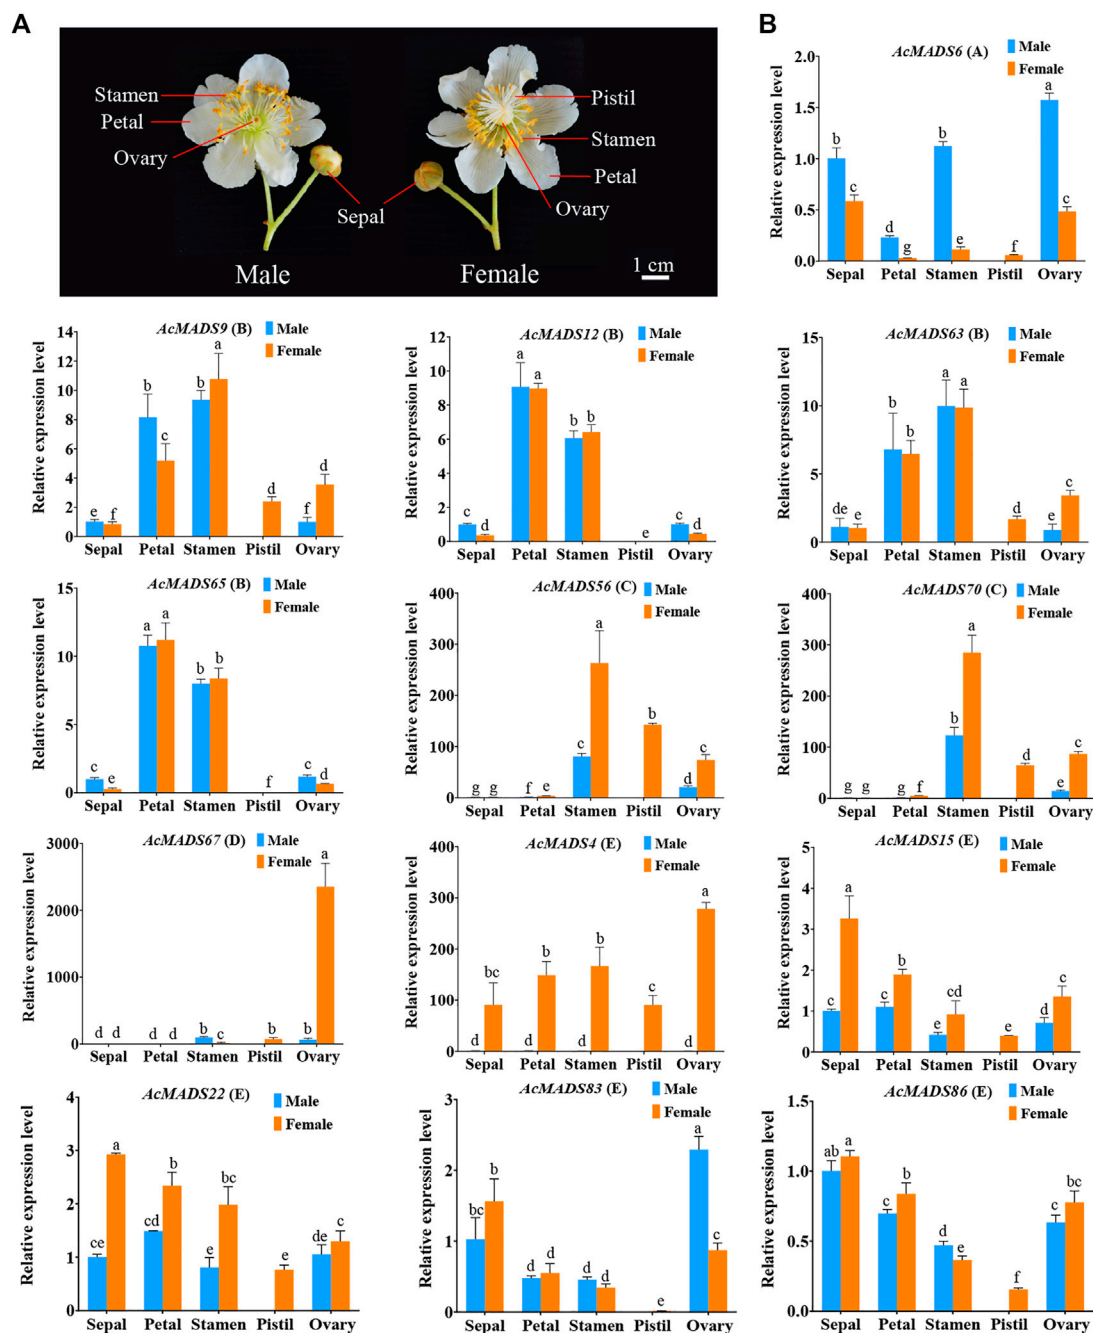 A
Stamen
Petal
Ovary
Sepal
Pistil
Stamen
Petal
Ovary
Male
Female
1 cm
B
AcMADS6 (A)
Male
Female
Relative expression level
2.0
1.5
1.0
0.5
0.0
b
c
d
g
b
e
f
a
c
Sepal Petal Stamen Pistil Ovary
AcMADS9 (B)
Male
Female
Relative expression level
14
12
10
8
6
4
2
0
e
f
b
c
b
a
d
f
d
Sepal Petal Stamen Pistil Ovary
AcMADS12 (B)
Male
Female
Relative expression level
12
10
8
6
4
2
0
c
d
a
a
b
b
e
c
d
Sepal Petal Stamen Pistil Ovary
AcMADS63 (B)
Male
Female
Relative expression level
15
10
5
0
de
e
b
b
a
a
d
e
c
Sepal Petal Stamen Pistil Ovary
AcMADS65 (B)
Male
Female
Relative expression level
15
10
5
0
c
e
a
a
b
b
f
c
d
Sepal Petal Stamen Pistil Ovary
AcMADS56 (C)
Male
Female
Relative expression level
400
300
200
100
0
g
g
f
e
c
a
b
d
c
Sepal Petal Stamen Pistil Ovary
AcMADS70 (C)
Male
Female
Relative expression level
400
300
200
100
0
g
g
g
f
b
a
d
e
c
Sepal Petal Stamen Pistil Ovary
AcMADS67 (D)
Male
Female
Relative expression level
3000
2000
1000
0
d
d
d
d
b
c
b
b
a
Sepal Petal Stamen Pistil Ovary
AcMADS4 (E)
Male
Female
Relative expression level
400
300
200
100
0
d
bc
d
b
d
b
c
d
a
Sepal Petal Stamen Pistil Ovary
AcMADS15 (E)
Male
Female
Relative expression level
5
4
3
2
1
0
c
a
c
b
e
cd
e
d
c
Sepal Petal Stamen Pistil Ovary
AcMADS22 (E)
Male
Female
Relative expression level
4
3
2
1
0
ce
a
cd
b
e
bc
e
de
c
Sepal Petal Stamen Pistil Ovary
AcMADS83 (E)
Male
Female
Relative expression level
3
2
1
0
bc
b
d
d
d
d
e
a
c
Sepal Petal Stamen Pistil Ovary
AcMADS86 (E)
Male
Female
Relative expression level
1.5
1.0
0.5
0.0
ab
a
c
b
d
e
f
c
bc
Sepal Petal Stamen Pistil Ovary